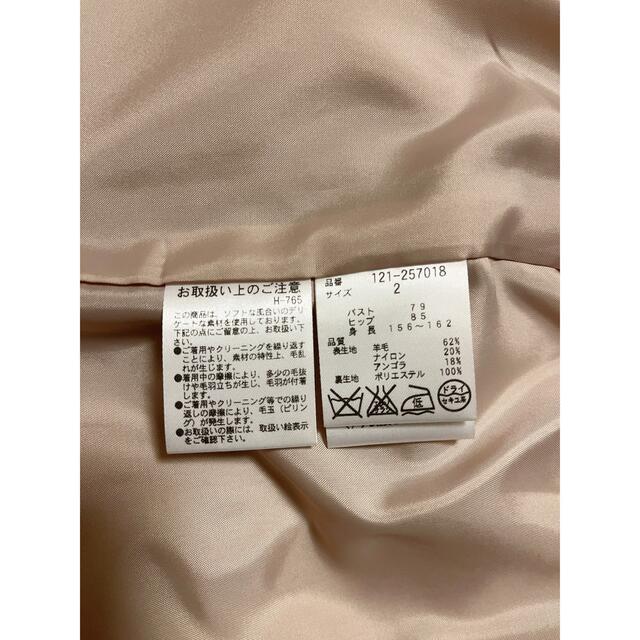 お取扱い上のご注意
H-765
この商品は、ソフトな風合いのデリ
ケートな素材を使用しております。
下記の点にご留意の上、お取扱い下
さい。
●ご着用やクリーニングを繰り返す
ことにより、素材の特性上、毛乱
れが生じます。
●着用中の摩擦により、多少の毛抜
けや毛羽立ちが生じ、毛羽が付着
します。
●ご着用やクリーニング等での繰り
返しの摩擦により、毛玉(ピリン
グ)が発生します。
●お取扱いの際には、取扱い絵表示
をご確認下さい。
品番 121-257018
サイズ 2
バスト 79
ヒップ 85
身長 156~162
品質
表生地 羊毛 62%
ナイロン 20%
アンゴラ 18%
裏生地 ポリエステル 100%
低 ドライ
セキユ系